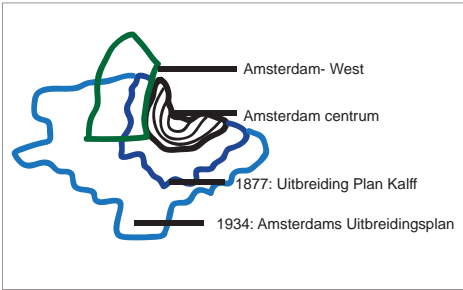 Amsterdam- West
Amsterdam centrum
1877: Uitbreiding Plan Kalff
1934: Amsterdams Uitbreidingsplan